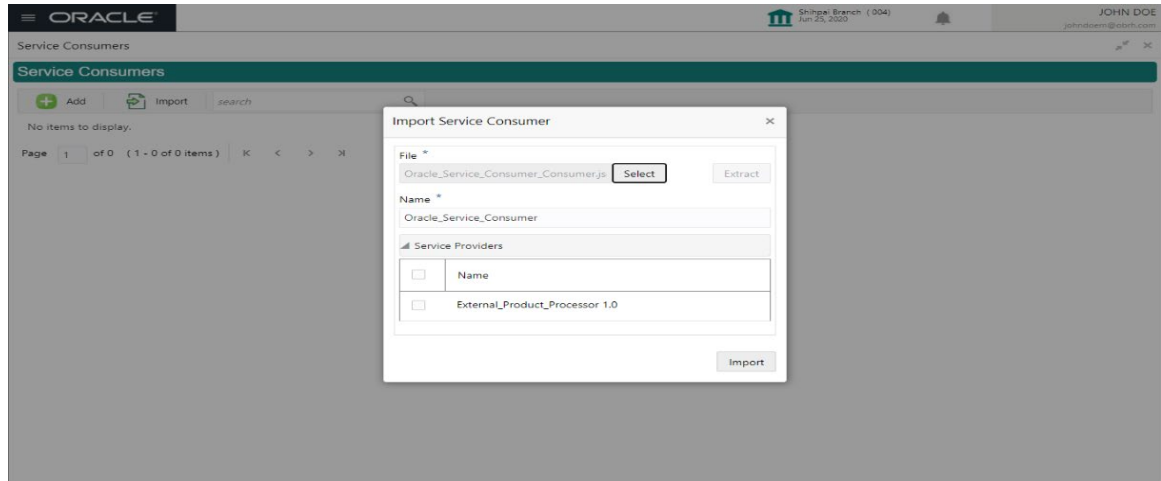 ORACLE
Shihpai Branch ( 004)
Jun 25, 2020
JOHN DOE
johndoem@obrh.com
Service Consumers
Service Consumers
Add Import search
No items to display.
Page 1 of 0 ( 1 - 0 of 0 items )
Import Service Consumer
File *
Oracle_Service_Consumer_Consumer.js Select Extract
Name *
Oracle_Service_Consumer
Service Providers
Name
External_Product_Processor 1.0
Import